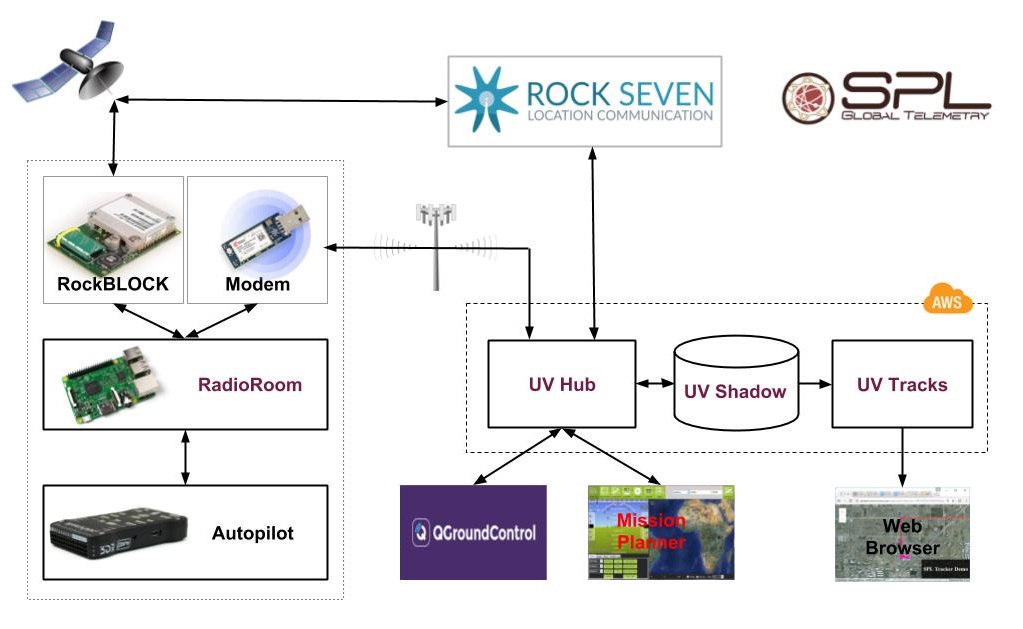 ROCK SEVEN
LOCATION COMMUNICATION
SPL
GLOBAL TELEMETRY
RockBLOCK
Modem
AWS
RadioRoom
UV Hub
UV Shadow
UV Tracks
Autopilot
QGroundControl
Mission
Planner
Web
Browser
SPL Tracker Demo